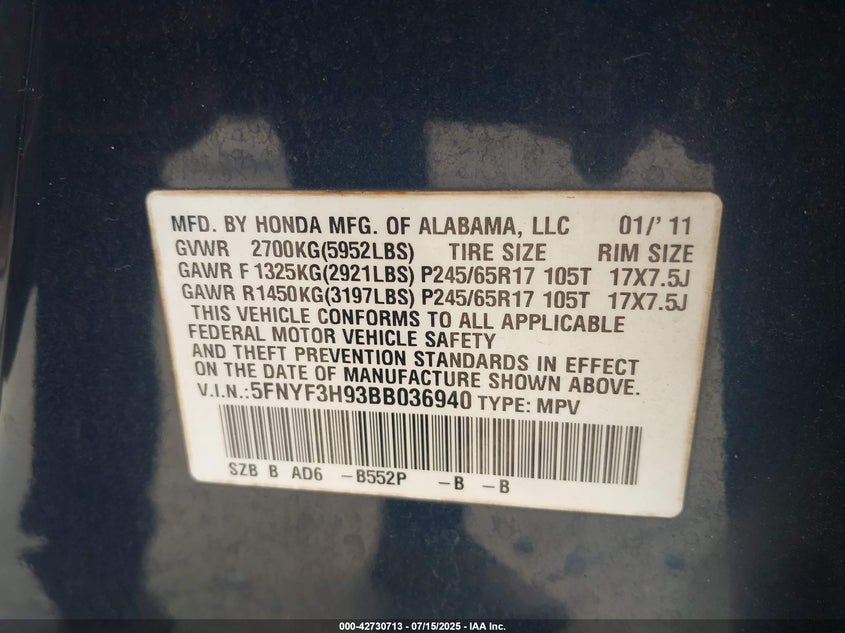 MFD. BY HONDA MFG. OF ALABAMA, LLC 01/'11
GVWR 2700KG(5952LBS) TIRE SIZE RIM SIZE
GAWR F 1325KG(2921LBS) P245/65R17 105T 17X7.5J
GAWR R1450KG(3197LBS) P245/65R17 105T 17X7.5J
THIS VEHICLE CONFORMS TO ALL APPLICABLE
FEDERAL MOTOR VEHICLE SAFETY
AND THEFT PREVENTION STANDARDS IN EFFECT
ON THE DATE OF MANUFACTURE SHOWN ABOVE.
V.I.N.:5FNYF3H93BB036940 TYPE: MPV
SZB B AD6 -B552P -B -B
000-42730713 - 07/15/2025 - IAA Inc.